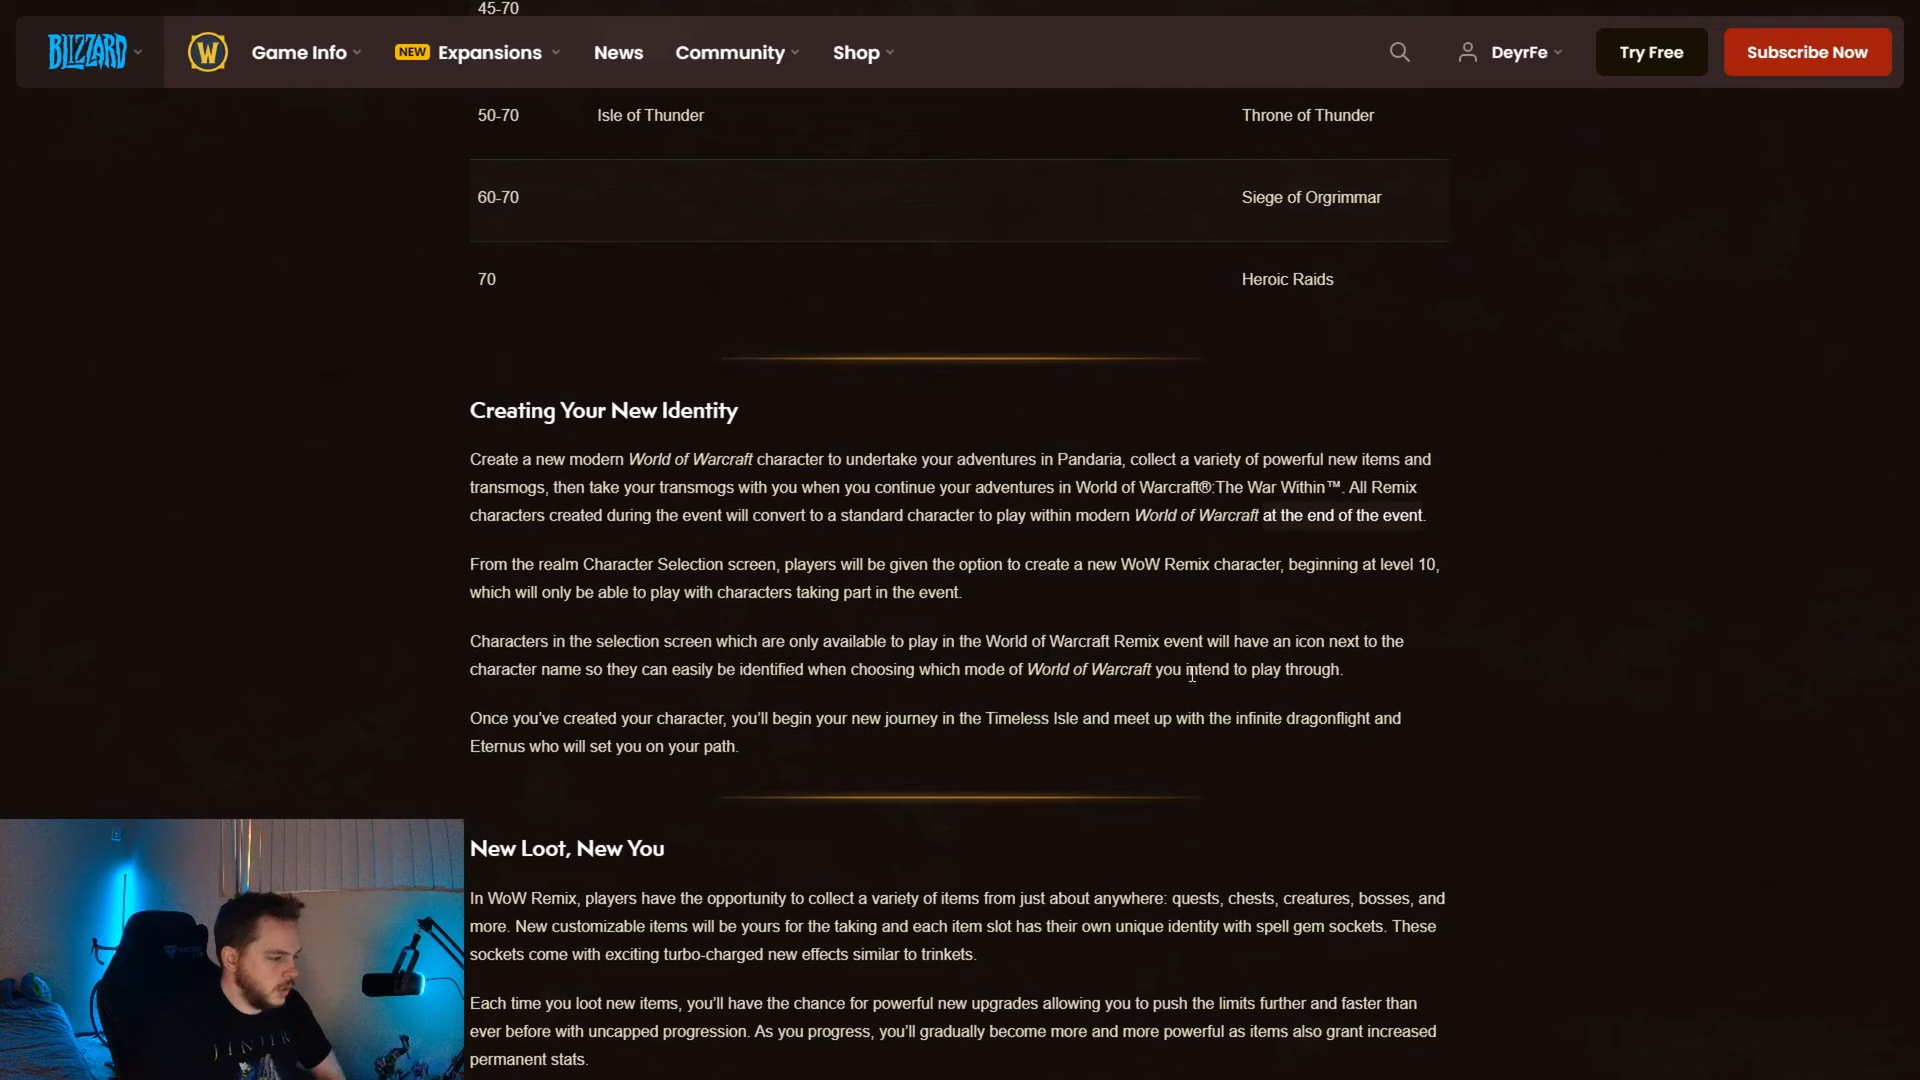 45-70
BLIZZARD
W
Game Info
NEW Expansions
News
Community
Shop
DeyrFe
Try Free
Subscribe Now
50-70 Isle of Thunder Throne of Thunder
60-70 Siege of Orgrimmar
70 Heroic Raids
Creating Your New Identity
Create a new modern World of Warcraft character to undertake your adventures in Pandaria, collect a variety of powerful new items and
transmogs, then take your transmogs with you when you continue your adventures in World of Warcraft®:The War Within™. All Remix
characters created during the event will convert to a standard character to play within modern World of Warcraft at the end of the event.
From the realm Character Selection screen, players will be given the option to create a new WoW Remix character, beginning at level 10,
which will only be able to play with characters taking part in the event.
Characters in the selection screen which are only available to play in the World of Warcraft Remix event will have an icon next to the
character name so they can easily be identified when choosing which mode of World of Warcraft you intend to play through.
Once you’ve created your character, you’ll begin your new journey in the Timeless Isle and meet up with the infinite dragonflight and
Eternus who will set you on your path.
New Loot, New You
In WoW Remix, players have the opportunity to collect a variety of items from just about anywhere: quests, chests, creatures, bosses, and
more. New customizable items will be yours for the taking and each item slot has their own unique identity with spell gem sockets. These
sockets come with exciting turbo-charged new effects similar to trinkets.
Each time you loot new items, you’ll have the chance for powerful new upgrades allowing you to push the limits further and faster than
ever before with uncapped progression. As you progress, you’ll gradually become more and more powerful as items also grant increased
permanent stats.